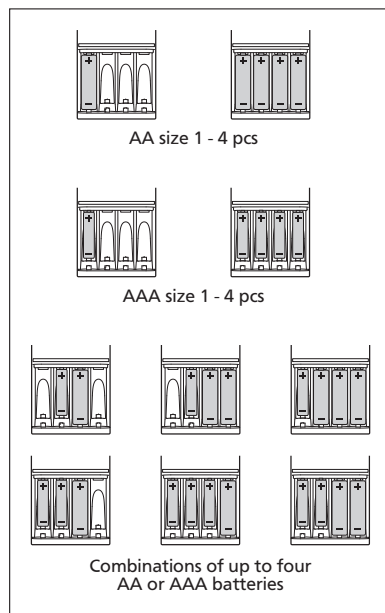 AA size 1 - 4 pcs
AAA size 1 - 4 pcs
Combinations of up to four
AA or AAA batteries